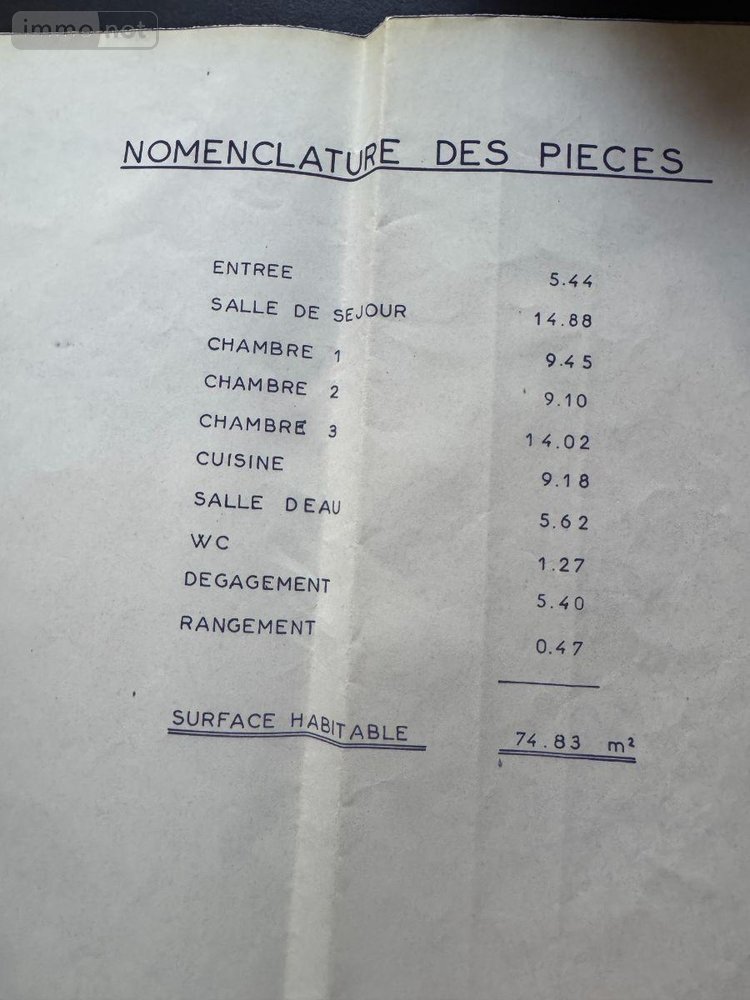 immo not
NOMENCLATURE DES PIECES
ENTREE 5.44
SALLE DE SEJOUR 14.88
CHAMBRE 1 9.45
CHAMBRE 2 9.10
CHAMBRE 3 14.02
CUISINE 9.18
SALLE D EAU 5.62
WC 1.27
DEGAGEMENT 5.40
RANGEMENT 0.47
SURFACE HABITABLE 74.83 m²